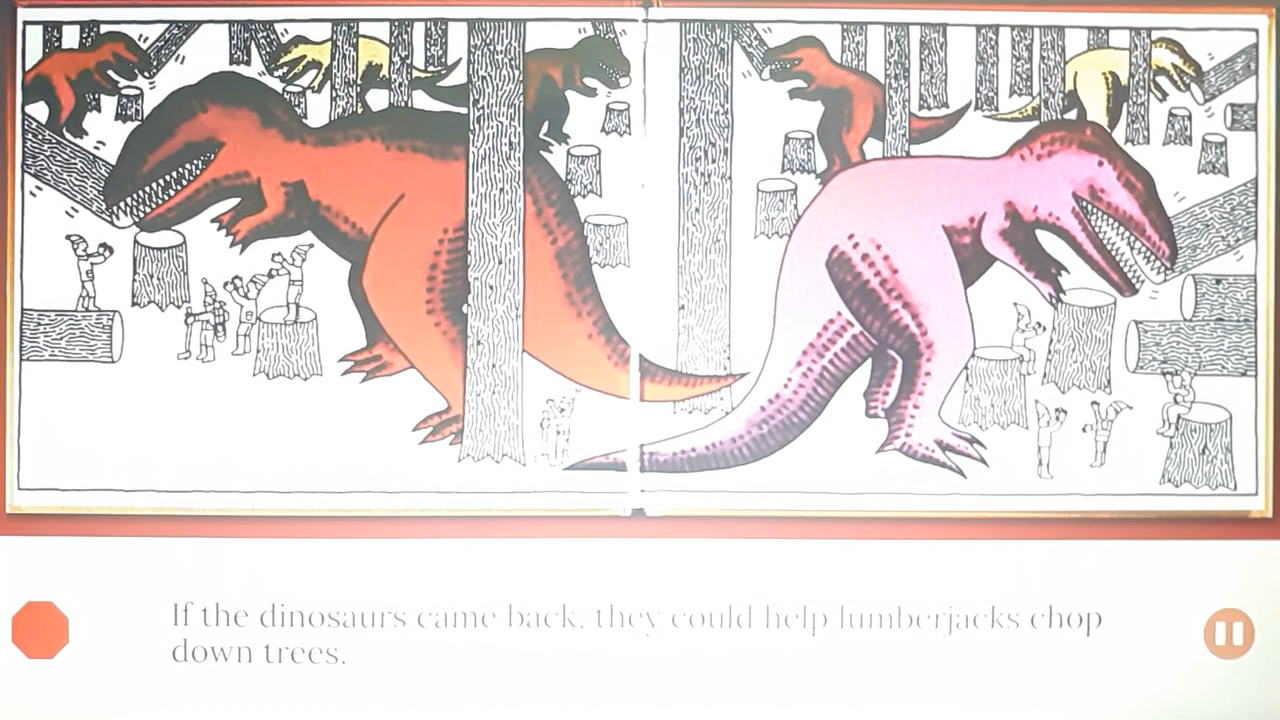 If the dinosaurs came back, they could help lumberjacks chop
down trees.